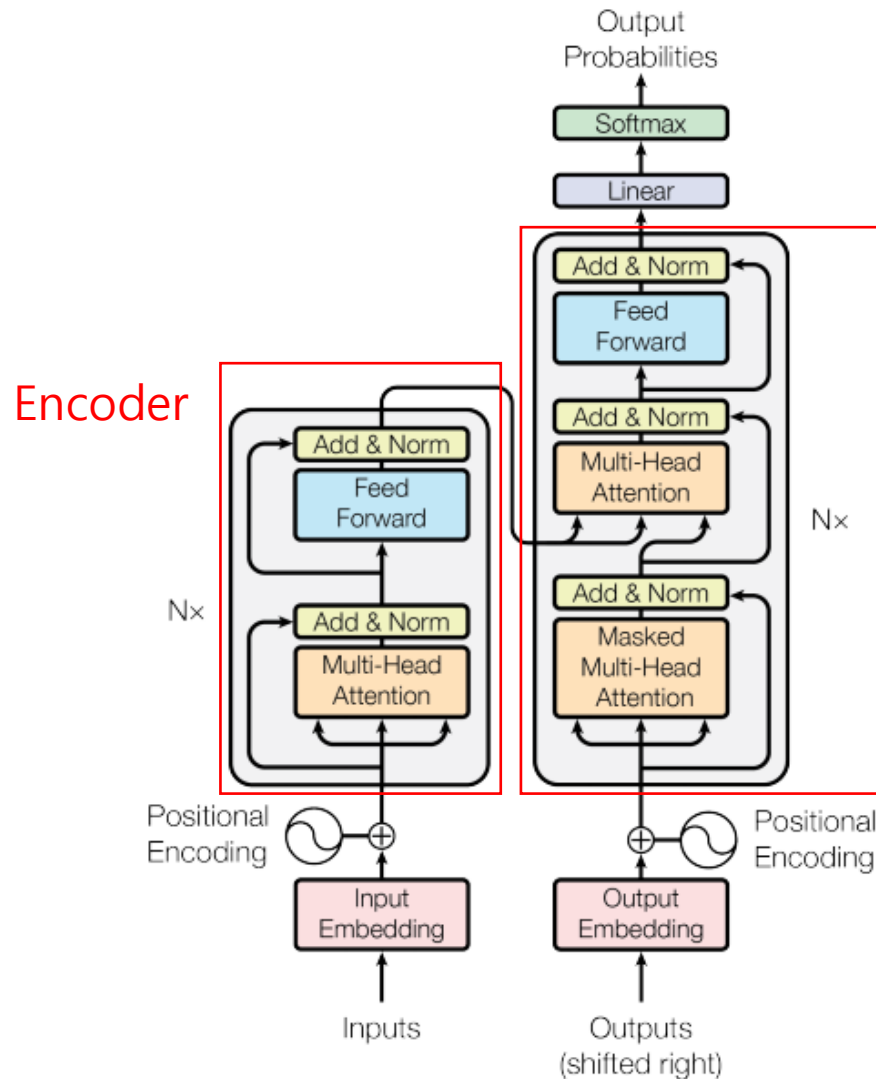 Output
Probabilities
Softmax
Linear
Add & Norm
Feed
Forward
Add & Norm
Multi-Head
Attention
Nx
Add & Norm
Masked
Multi-Head
Attention
Encoder
Add & Norm
Feed
Forward
Nx
Add & Norm
Multi-Head
Attention
Positional
Encoding
Positional
Encoding
Input
Embedding
Output
Embedding
Inputs
Outputs
(shifted right)